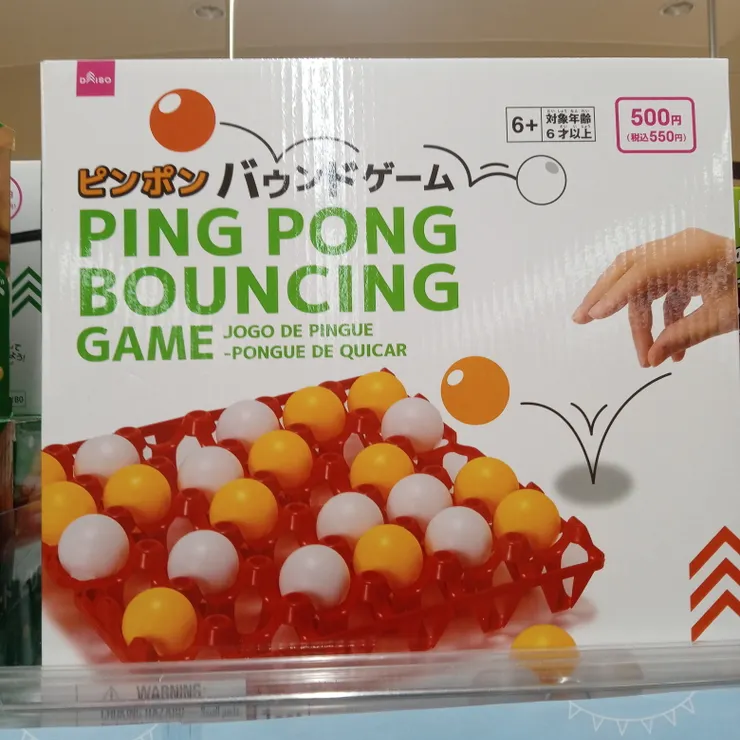 DAISO
6+
対象年齢
6才以上
500円
(税込550円)
ピンポンバウンドゲーム
PING PONG
BOUNCING
GAME JOGO DE PINGUE
-PONGUE DE QUICAR
WARNING:
CHOKING HAZARD